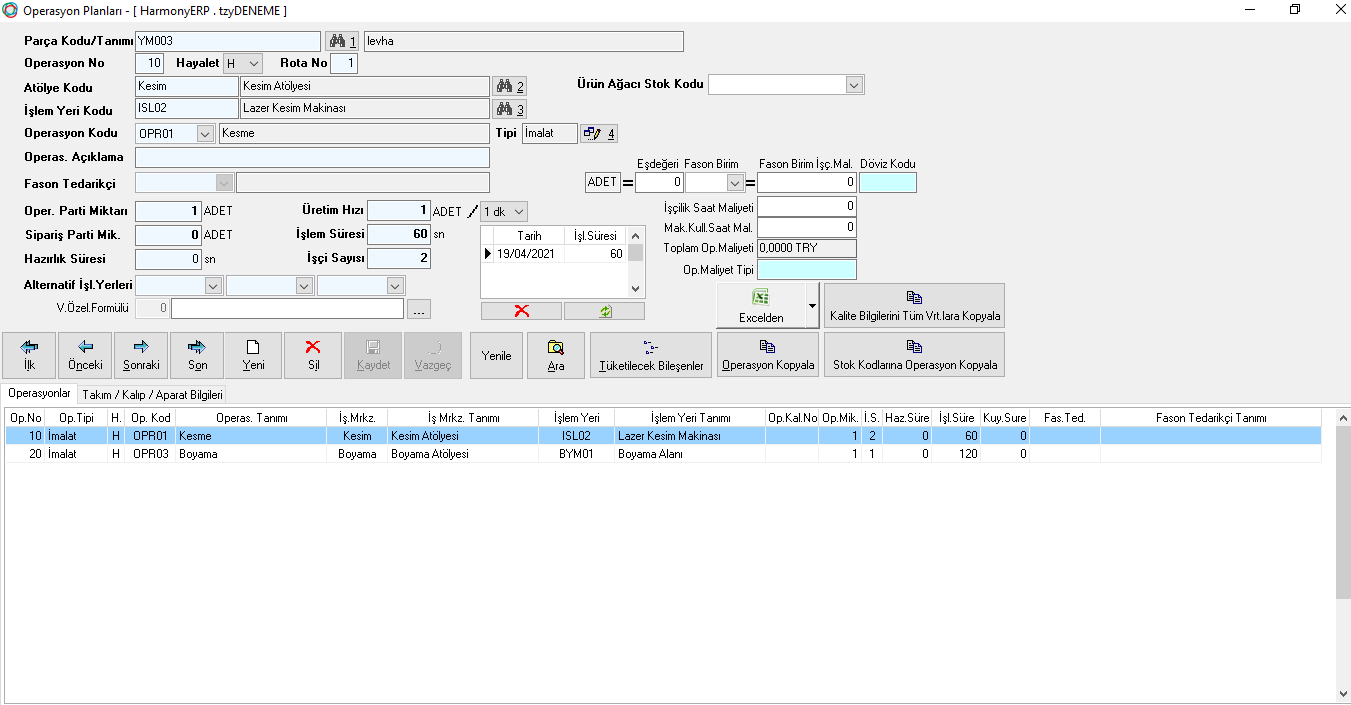 Operasyon Planları - [ HarmonyERP . tzyDENEME ]
Parça Kodu/Tanımı YM003 1 levha
Operasyon No 10 Hayalet H Rota No 1
Atölye Kodu Kesim Kesim Atölyesi 2 Ürün Ağacı Stok Kodu
İşlem Yeri Kodu ISL02 Lazer Kesim Makinası 3
Operasyon Kodu OPR01 Kesme Tipi İmalat 4
Operas. Açıklama
Eşdeğeri Fason Birim Fason Birim İşç.Mal. Döviz Kodu
Fason Tedarikçi ADET = 0 = 0
Oper. Parti Miktarı 1 ADET Üretim Hızı 1 ADET / 1 dk İşçilik Saat Maliyeti 0
Sipariş Parti Mik. 0 ADET İşlem Süresi 60 sn Tarih İşl.Süresi Mak.Kull.Saat Mal. 0
Hazırlık Süresi 0 sn İşçi Sayısı 2 19/04/2021 60 Toplam Op.Maliyeti 0,0000 TRY
Op.Maliyet Tipi
Alternatif İşl.Yerleri
V.Özel.Formülü 0 ...
Excelden Kalite Bilgilerini Tüm Vrt.lara Kopyala
İlk Önceki Sonraki Son Yeni Sil Kaydet Vazgeç Yenile Ara Tüketilecek Bileşenler Operasyon Kopyala Stok Kodlarına Operasyon Kopyala
Operasyonlar Takım / Kalıp / Aparat Bilgileri
Op.No Op.Tipi H. Op. Kod Operas. Tanımı İş.Mrkz. İş Mrkz. Tanımı İşlem Yeri İşlem Yeri Tanımı Op.Kal.No Op.Mik. İ.S. Haz.Süre İşl.Süre Kuy.Sure Fas.Ted. Fason Tedarikçi Tanımı
10 İmalat H OPR01 Kesme Kesim Kesim Atölyesi ISL02 Lazer Kesim Makinası 1 2 0 60 0
20 İmalat H OPR03 Boyama Boyama Boyama Atölyesi BYM01 Boyama Alanı 1 1 0 120 0